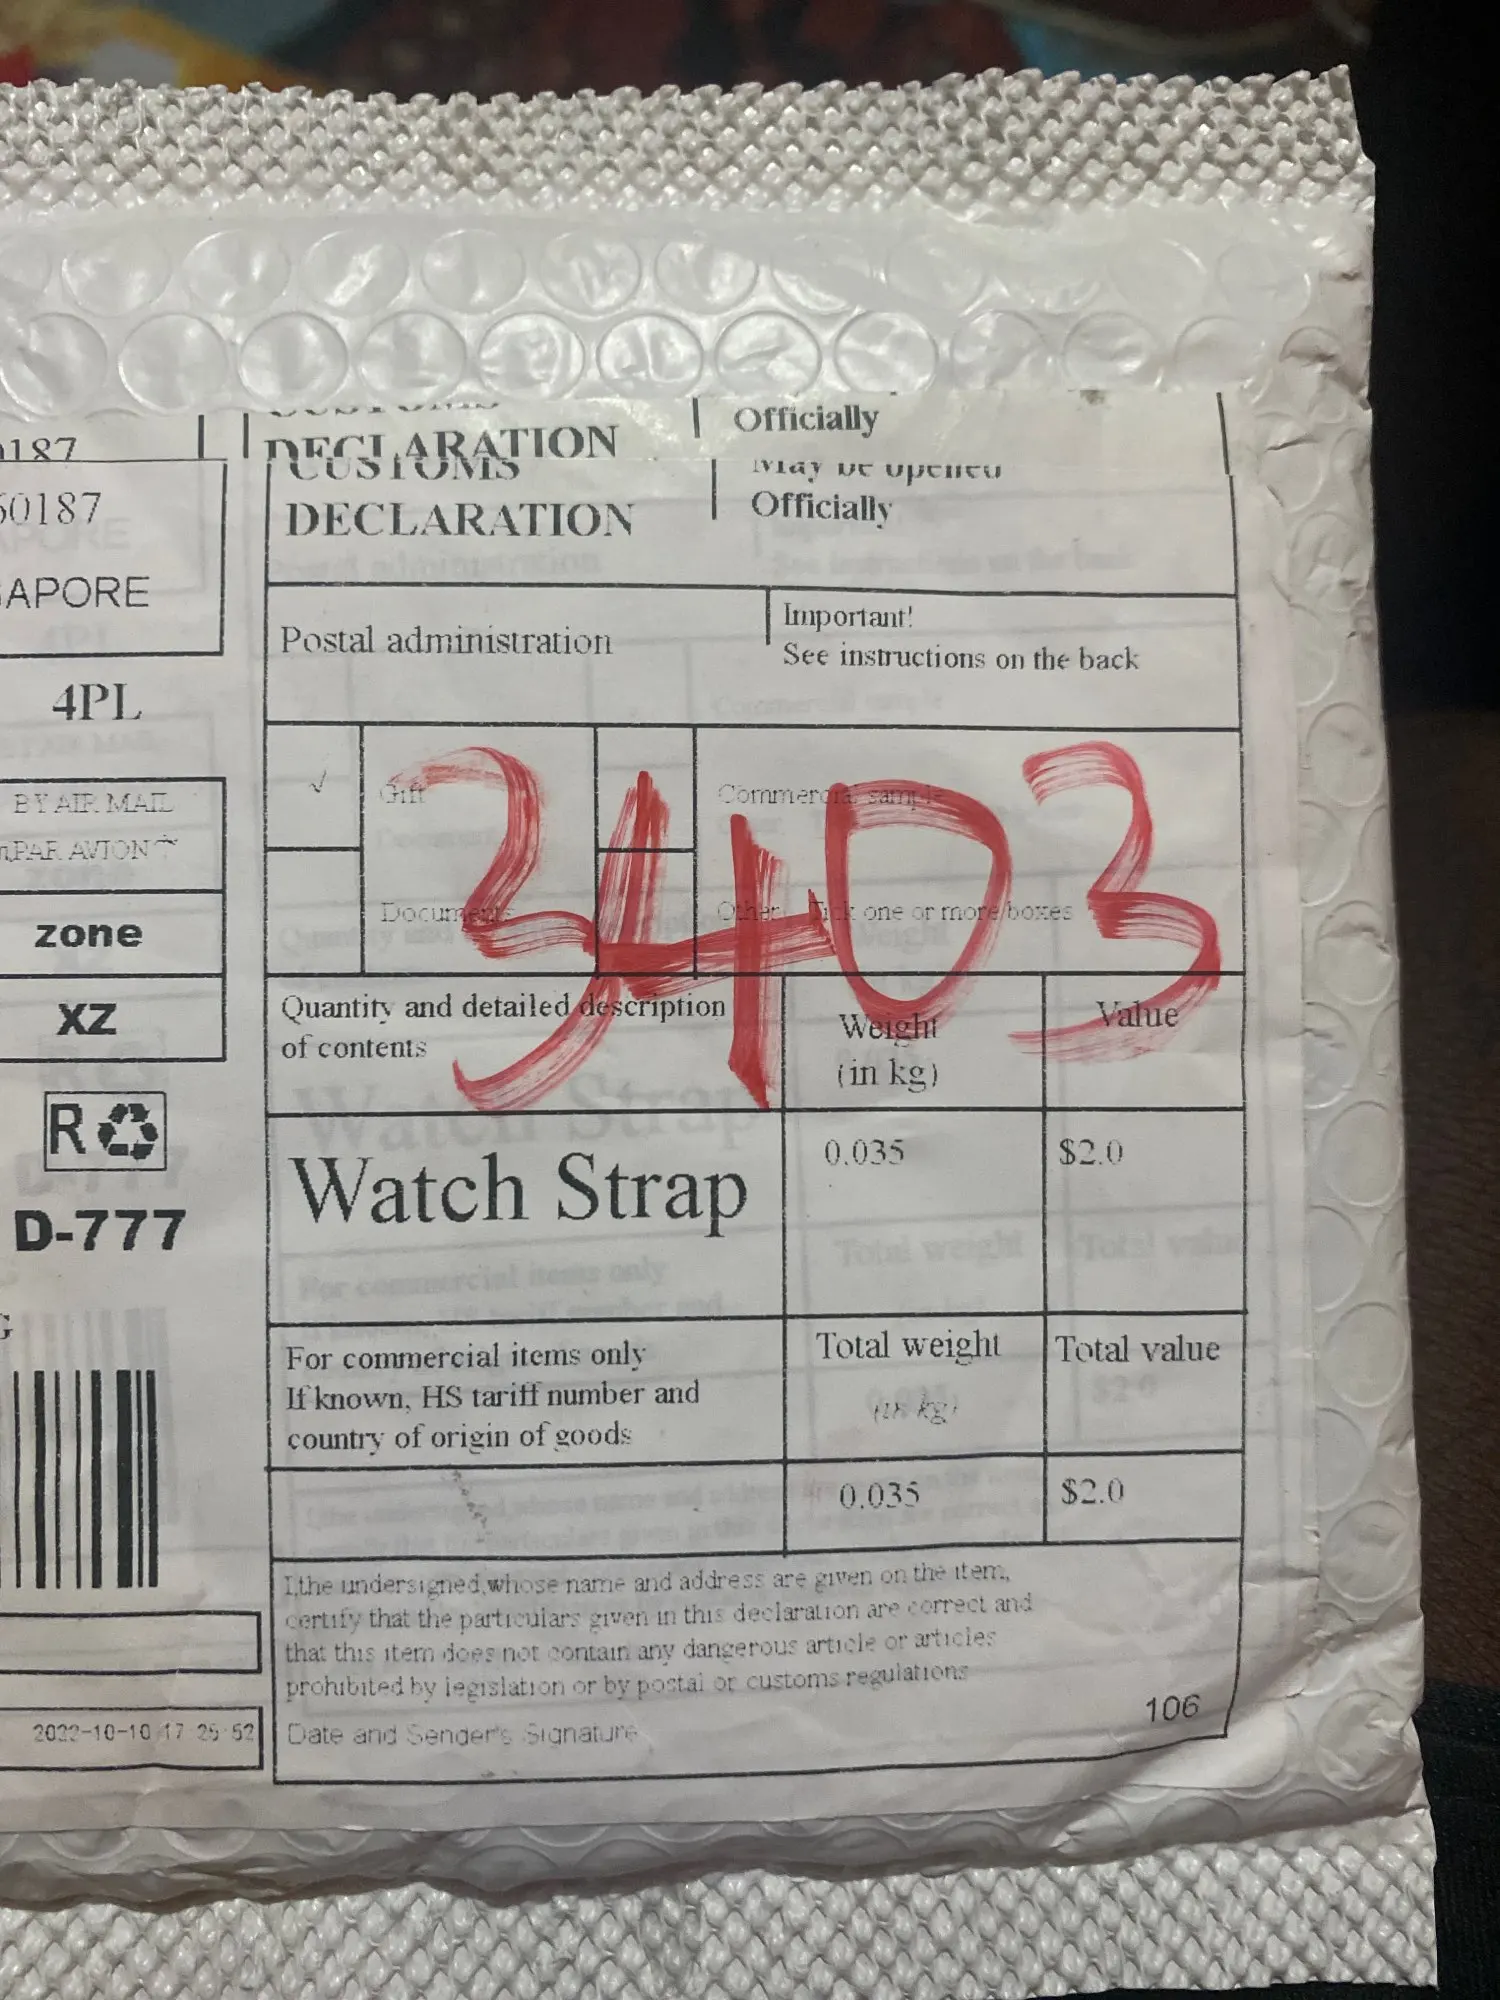 0187
DECLARATION
Officially
60187
CUSTOMS
May be opened
DECLARATION
Officially
APORE
Postal administration
Important!
See instructions on the back
4PL
3403
✓
Gift
Commercial sample
BY AIR MAIL
PAR AVION
Documents
Other
Tick one or more boxes
zone
XZ
Quantity and detailed description
of contents
Weight
(in kg)
Value
R
Watch Strap
0.035
$2.0
D-777
For commercial items only
If known, HS tariff number and
country of origin of goods
Total weight
(in kg)
Total value
0.035
$2.0
I,the undersigned,whose name and address are given on the item,
certify that the particulars given in this declaration are correct and
that this item does not contain any dangerous article or articles
prohibited by legislation or by postal or customs regulations
Date and Sender's Signature
106
2022-10-10 17:25:52